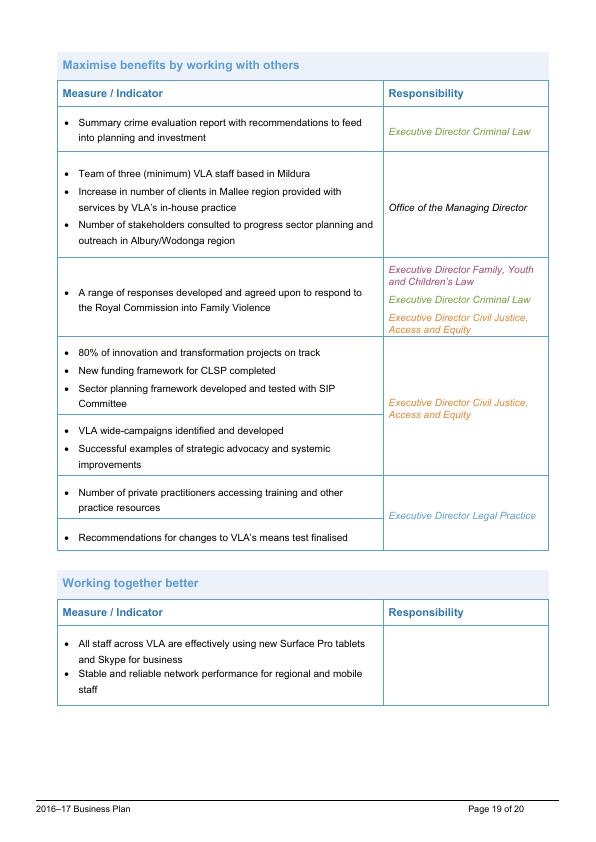 Maximise benefits by working with others
Measure / Indicator
Responsibility
• Summary crime evaluation report with recommendations to feed
into planning and investment
Executive Director Criminal Law
• Team of three (minimum) VLA staff based in Mildura
• Increase in number of clients in Mallee region provided with
services by VLA's in-house practice
• Number of stakeholders consulted to progress sector planning and
outreach in Albury/Wodonga region
Office of the Managing Director
• A range of responses developed and agreed upon to respond to
the Royal Commission into Family Violence
Executive Director Family, Youth
and Children's Law
Executive Director Criminal Law
Executive Director Civil Justice,
Access and Equity
• 80% of innovation and transformation projects on track
• New funding framework for CLSP completed
• Sector planning framework developed and tested with SIP
Committee
• VLA wide-campaigns identified and developed
• Successful examples of strategic advocacy and systemic
improvements
Executive Director Civil Justice,
Access and Equity
• Number of private practitioners accessing training and other
practice resources
• Recommendations for changes to VLA's means test finalised
Executive Director Legal Practice
Working together better
Measure / Indicator
Responsibility
• All staff across VLA are effectively using new Surface Pro tablets
and Skype for business
• Stable and reliable network performance for regional and mobile
staff
2016–17 Business Plan
Page 19 of 20